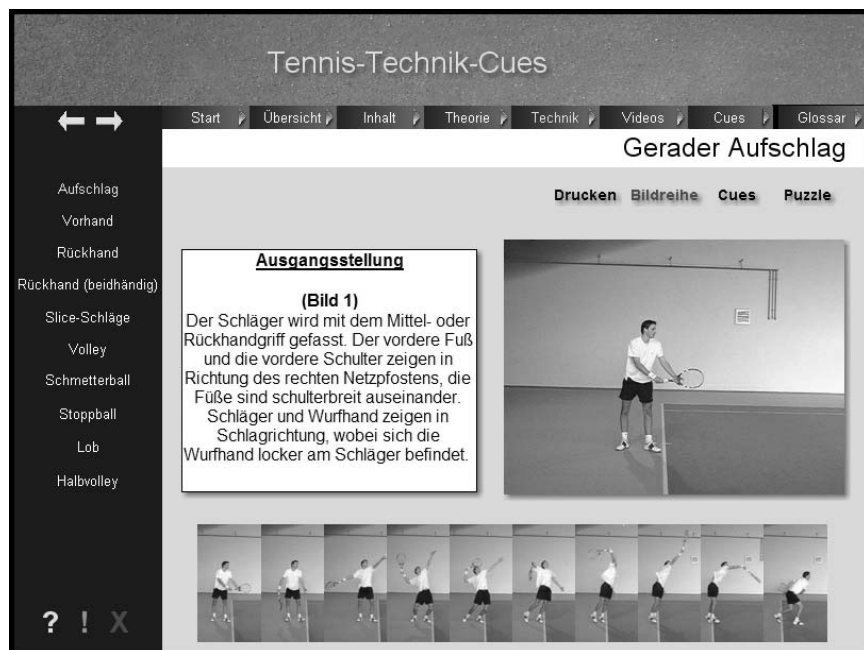 Tennis-Technik-Cues
Start Übersicht Inhalt Theorie Technik Videos Cues Glossar
Gerader Aufschlag
Drucken Bildreihe Cues Puzzle
Aufschlag
Vorhand
Rückhand
Rückhand (beidhändig)
Slice-Schläge
Volley
Schmetterball
Stoppball
Lob
Halbvolley
Ausgangsstellung
(Bild 1)
Der Schläger wird mit dem Mittel- oder
Rückhandgriff gefasst. Der vordere Fuß
und die vordere Schulter zeigen in
Richtung des rechten Netzpfostens, die
Füße sind schulterbreit auseinander.
Schläger und Wurfhand zeigen in
Schlagrichtung, wobei sich die
Wurfhand locker am Schläger befindet.
? ! X